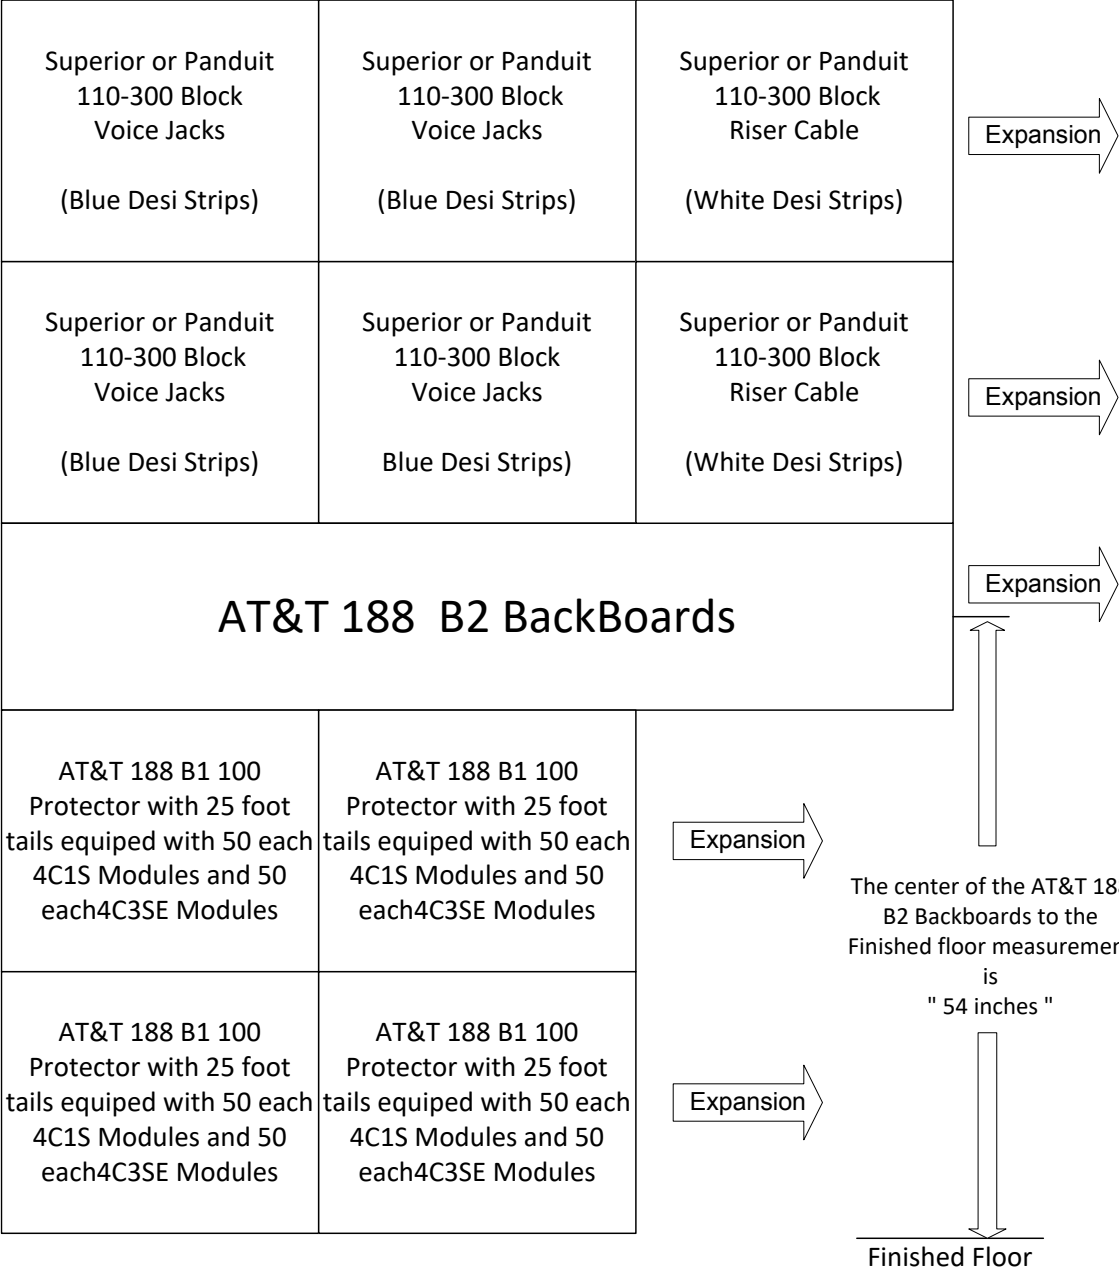 Superior or Panduit
110-300 Block
Voice Jacks
(Blue Desi Strips)
Superior or Panduit
110-300 Block
Voice Jacks
(Blue Desi Strips)
Superior or Panduit
110-300 Block
Riser Cable
(White Desi Strips)
Expansion
Superior or Panduit
110-300 Block
Voice Jacks
(Blue Desi Strips)
Superior or Panduit
110-300 Block
Voice Jacks
Blue Desi Strips)
Superior or Panduit
110-300 Block
Riser Cable
(White Desi Strips)
Expansion
AT&T 188  B2 BackBoards
Expansion
AT&T 188 B1 100
Protector with 25 foot
tails equiped with 50 each
4C1S Modules and 50
each4C3SE Modules
AT&T 188 B1 100
Protector with 25 foot
tails equiped with 50 each
4C1S Modules and 50
each4C3SE Modules
Expansion
The center of the AT&T
B2 Backboards to the
Finished floor
is
" 54 inches "
AT&T 188 B1 100
Protector with 25 foot
tails equiped with 50 each
4C1S Modules and 50
each4C3SE Modules
AT&T 188 B1 100
Protector with 25 foot
tails equiped with 50 each
4C1S Modules and 50
each4C3SE Modules
Expansion
Finished Floor